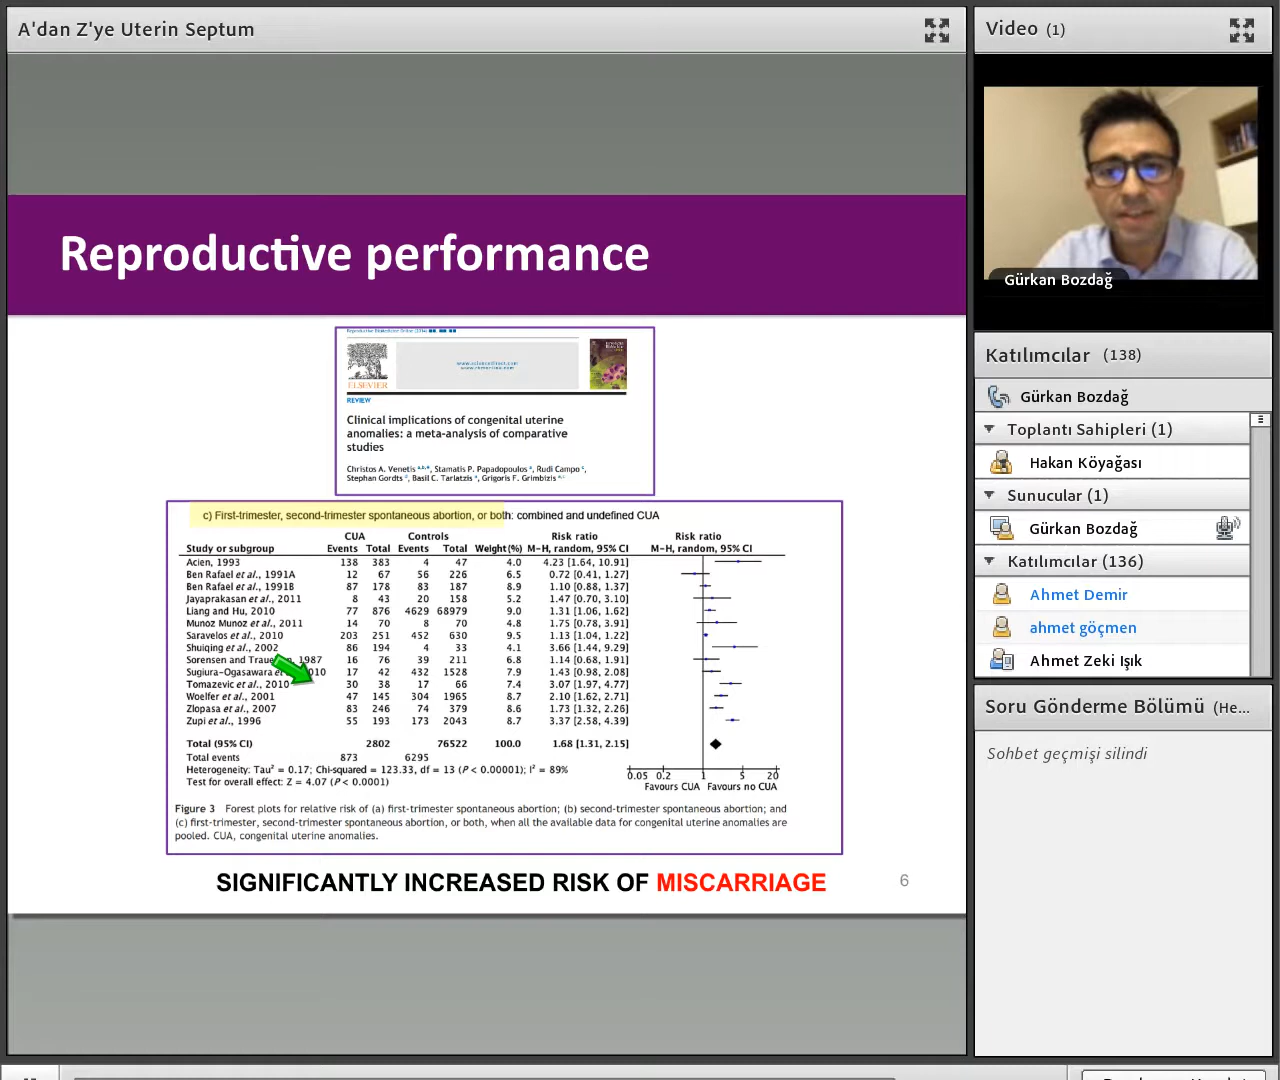 A'dan Z'ye Uterin Septum
Reproductive performance
ELSEVIER
www.sciencedirect.com
www.rbmonline.com
REVIEW
Clinical implications of congenital uterine
anomalies: a meta-analysis of comparative
studies
Christos A. Venetis, Stamatis P. Papadopoulos, Rudi Campo,
Stephan Gordts, Basil C. Tarlatzis, Grigoris F. Grimbizis
c) First-trimester, second-trimester spontaneous abortion, or both: combined and undefined CUA
CUA Controls Risk ratio Risk ratio
Study or subgroup Events Total Events Total Weight(%) M-H, random, 95% CI M-H, random, 95% CI
Acien, 1993 138 383 4 47 4.0 4.23 [1.64, 10.91]
Ben Rafael et al., 1991A 12 67 56 226 6.5 0.72 [0.41, 1.27]
Ben Rafael et al., 1991B 87 178 83 187 8.9 1.10 [0.88, 1.37]
Jayaprakasan et al., 2011 8 43 20 158 5.2 1.47 [0.70, 3.10]
Liang and Hu, 2010 77 876 4629 68979 9.0 1.31 [1.06, 1.62]
Munoz Munoz et al., 2011 14 70 8 70 4.8 1.75 [0.78, 3.91]
Saravelos et al., 2010 203 251 452 630 9.5 1.13 [1.04, 1.22]
Shuiqing et al., 2002 86 194 4 33 4.1 3.66 [1.44, 9.29]
Sorensen and 1987 16 76 39 211 6.8 1.14 [0.68, 1.91]
Sugiura-Ogasawara 17 42 432 1528 7.9 1.43 [0.98, 2.08]
Tomazevic et al., 2010 30 38 17 66 7.4 3.07 [1.97, 4.77]
Woelfer et al., 2001 47 145 304 1965 8.7 2.10 [1.62, 2.71]
Zlopasa et al., 2007 83 246 74 379 8.6 1.73 [1.32, 2.26]
Zupi et al., 1996 55 193 173 2043 8.7 3.37 [2.58, 4.39]
Total (95% CI) 2802 76522 100.0 1.68 [1.31, 2.15]
Total events 873 6295
Heterogeneity: Tau² = 0.17; Chi-squared = 123.33, df = 13 (P < 0.00001); I² = 89%
Test for overall effect: Z = 4.07 (P < 0.0001)
0.05 0.2 1 5 20
Favours CUA Favours no CUA
Figure 3 Forest plots for relative risk of (a) first-trimester spontaneous abortion; (b) second-trimester spontaneous abortion; and
(c) first-trimester, second-trimester spontaneous abortion, or both, when all the available data for congenital uterine anomalies are
pooled. CUA, congenital uterine anomalies.
SIGNIFICANTLY INCREASED RISK OF MISCARRIAGE
6
Video (1)
Gürkan Bozdağ
Katılımcılar (138)
Gürkan Bozdağ
Toplantı Sahipleri (1)
Hakan Köyağası
Sunucular (1)
Gürkan Bozdağ
Katılımcılar (136)
Ahmet Demir
ahmet göçmen
Ahmet Zeki Işık
Soru Gönderme Bölümü (He...
Sohbet geçmişi silindi